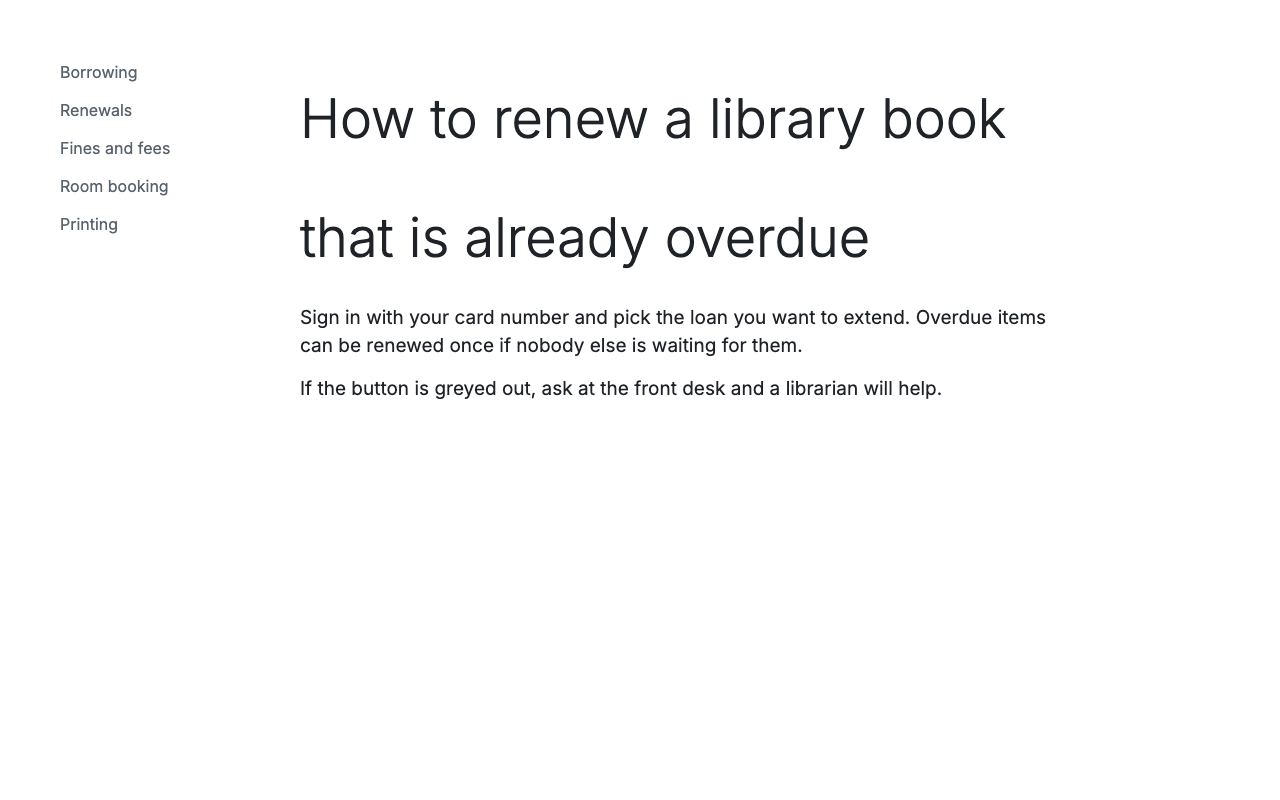 Borrowing
Renewals
Fines and fees
Room booking
Printing
How to renew a library book
that is already overdue
Sign in with your card number and pick the loan you want to extend. Overdue items
can be renewed once if nobody else is waiting for them.
If the button is greyed out, ask at the front desk and a librarian will help.